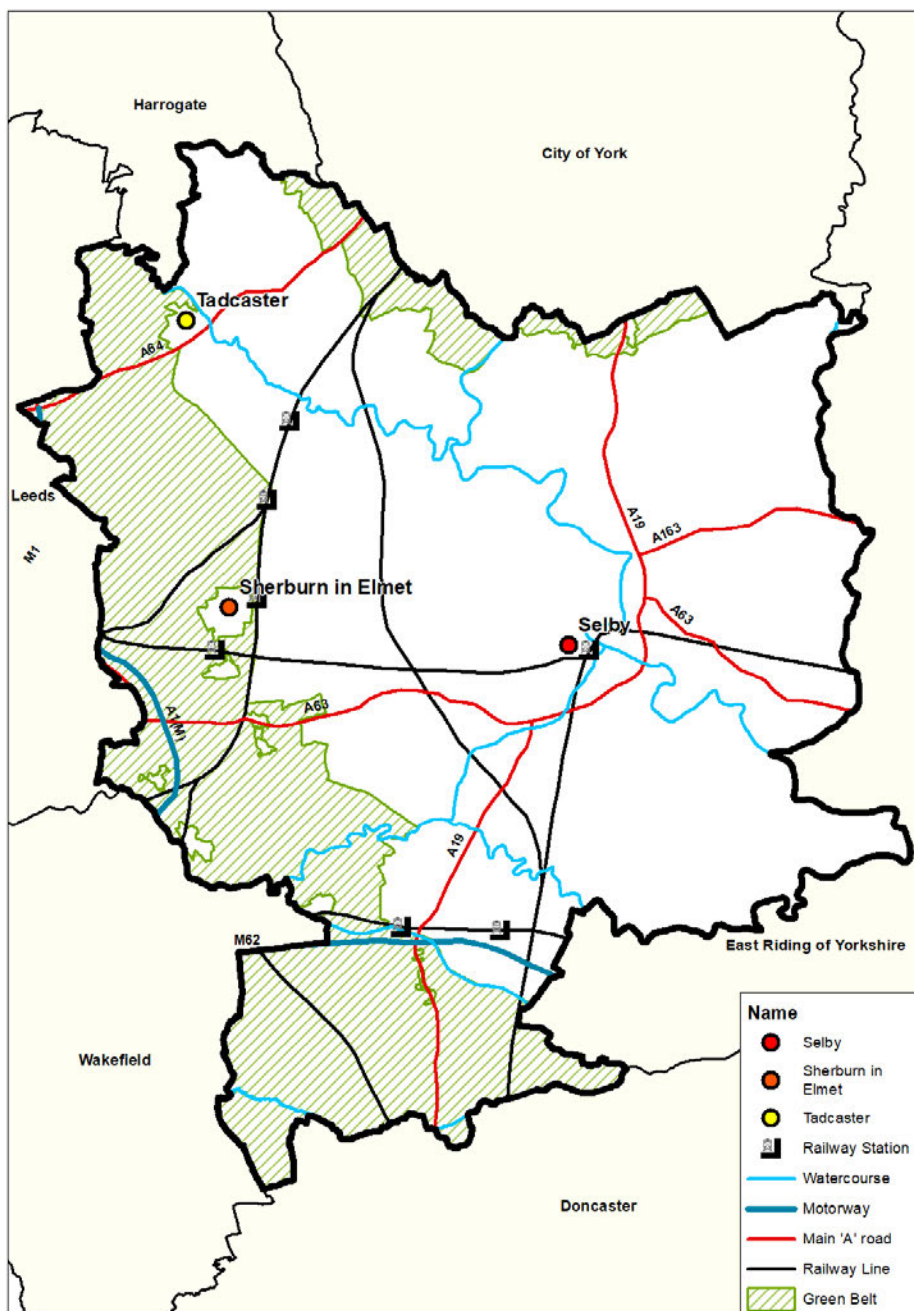 Harrogate
City of York
Tadcaster
A64
Leeds
M1
A19
A163
Sherburn in Elmet
Selby
A63
A63
A1(M)
A19
M62
East Riding of Yorkshire
Wakefield
Doncaster
Name
Selby
Sherburn in
Elmet
Tadcaster
Railway Station
Watercourse
Motorway
Main 'A' road
Railway Line
Green Belt